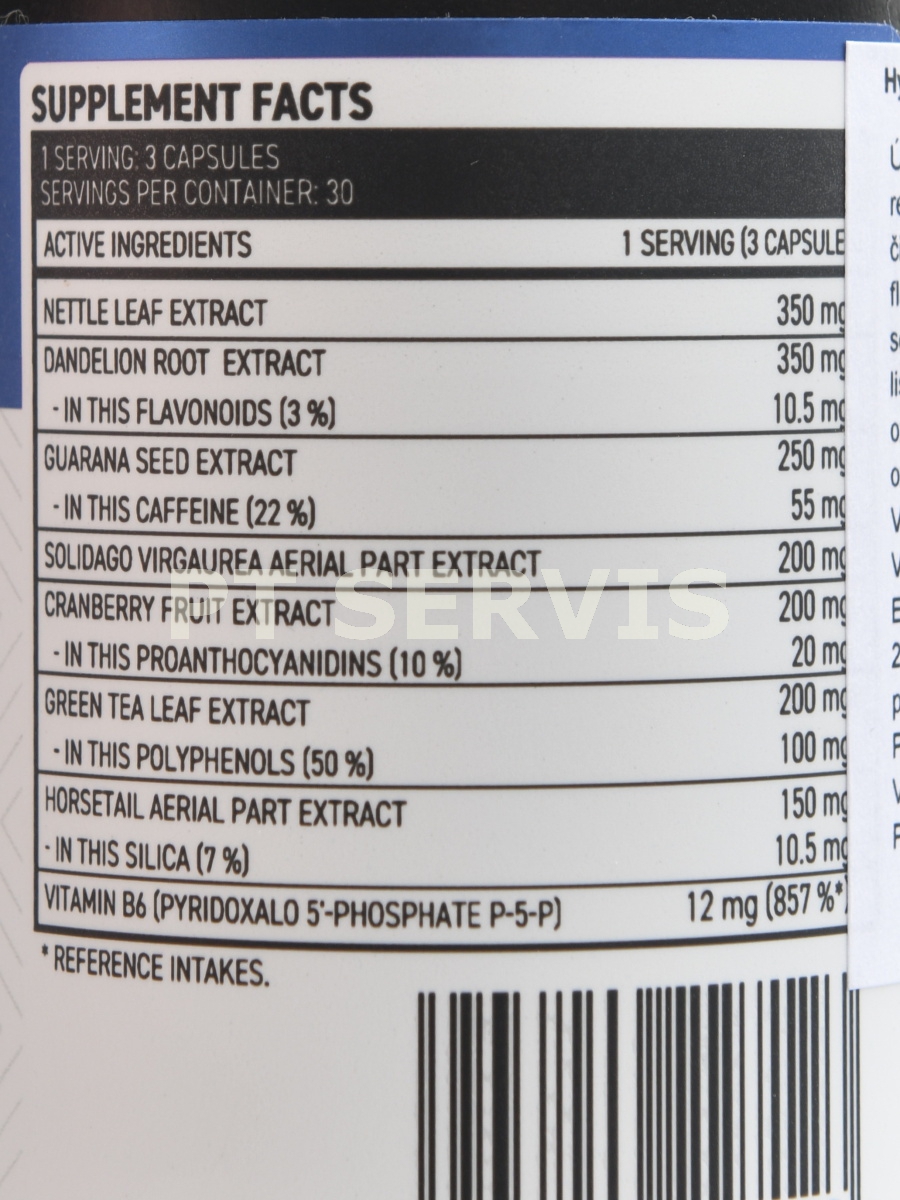 SUPPLEMENT FACTS
1 SERVING: 3 CAPSULES
SERVINGS PER CONTAINER: 30
ACTIVE INGREDIENTS 1 SERVING (3 CAPSULE
NETTLE LEAF EXTRACT 350 mg
DANDELION ROOT EXTRACT 350 mg
- IN THIS FLAVONOIDS (3 %) 10.5 mg
GUARANA SEED EXTRACT 250 mg
- IN THIS CAFFEINE (22 %) 55 mg
SOLIDAGO VIRGAUREA AERIAL PART EXTRACT 200 mg
PT SERVIS
CRANBERRY FRUIT EXTRACT 200 mg
- IN THIS PROANTHOCYANIDINS (10 %) 20 mg
GREEN TEA LEAF EXTRACT 200 mg
- IN THIS POLYPHENOLS (50 %) 100 mg
HORSETAIL AERIAL PART EXTRACT 150 mg
- IN THIS SILICA (7 %) 10.5 mg
VITAMIN B6 (PYRIDOXALO 5'-PHOSPHATE P-5-P) 12 mg (857 %*)
* REFERENCE INTAKES.